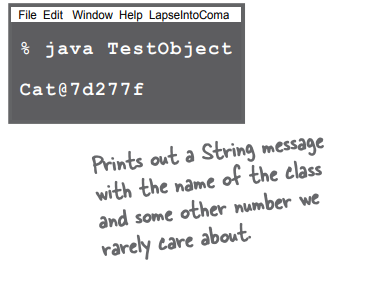 File Edit Window Help LapseIntoComa
% java TestObject
Cat@7d277f
Prints out a String message
with the name of the class
and some other number we
rarely care about.